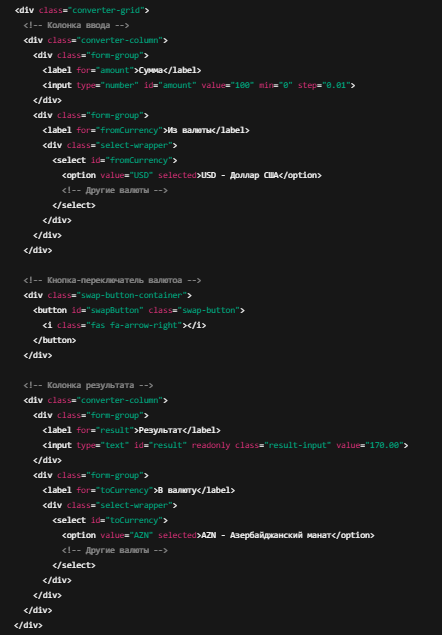 <div class="converter-grid">
<!-- Колонка ввода -->
<div class="converter-column">
<div class="form-group">
<label for="amount">Сумма</label>
<input type="number" id="amount" value="100" min="0" step="0.01">
</div>
<div class="form-group">
<label for="fromCurrency">Из валюты</label>
<div class="select-wrapper">
<select id="fromCurrency">
<option value="USD" selected>USD - Доллар США</option>
<!-- Другие валюты -->
</select>
</div>
</div>
</div>
<!-- Кнопка-переключатель валютоа -->
<div class="swap-button-container">
<button id="swapButton" class="swap-button">
<i class="fas fa-arrow-right"></i>
</button>
</div>
<!-- Колонка результата -->
<div class="converter-column">
<div class="form-group">
<label for="result">Результат</label>
<input type="text" id="result" readonly class="result-input" value="170.00">
</div>
<div class="form-group">
<label for="toCurrency">В валюту</label>
<div class="select-wrapper">
<select id="toCurrency">
<option value="AZN" selected>AZN - Азербайджанский манат</option>
<!-- Другие валюты -->
</select>
</div>
</div>
</div>
</div>